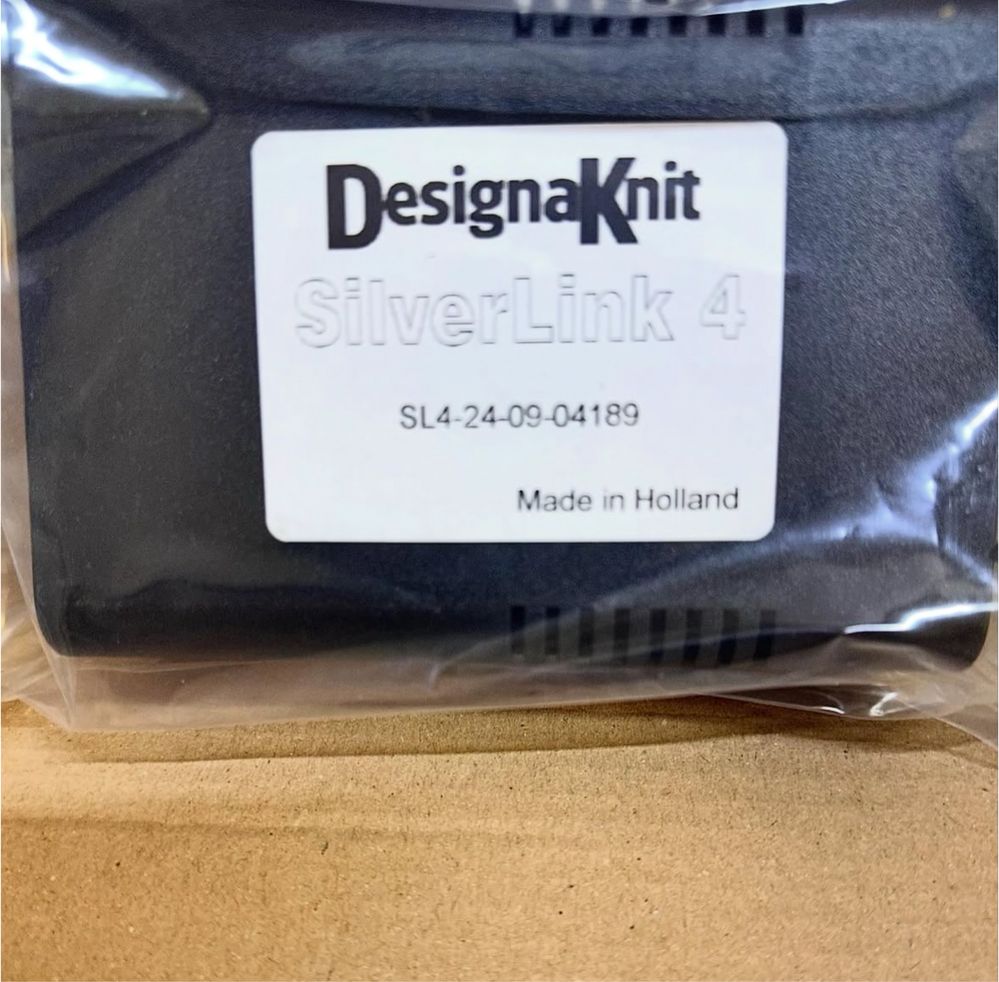 DesignaKnit
SilverLink 4
SL4-24-09-04189
Made in Holland